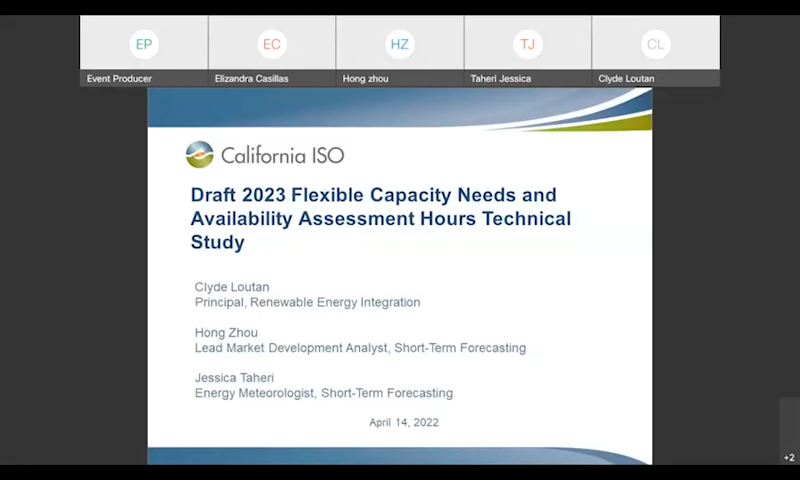 EP
EC
HZ
TJ
CL
Event Producer
Elizandra Casillas
Hong zhou
Taheri Jessica
Clyde Loutan
California ISO
Draft 2023 Flexible Capacity Needs and
Availability Assessment Hours Technical
Study
Clyde Loutan
Principal, Renewable Energy Integration
Hong Zhou
Lead Market Development Analyst, Short-Term Forecasting
Jessica Taheri
Energy Meteorologist, Short-Term Forecasting
April 14, 2022
+2